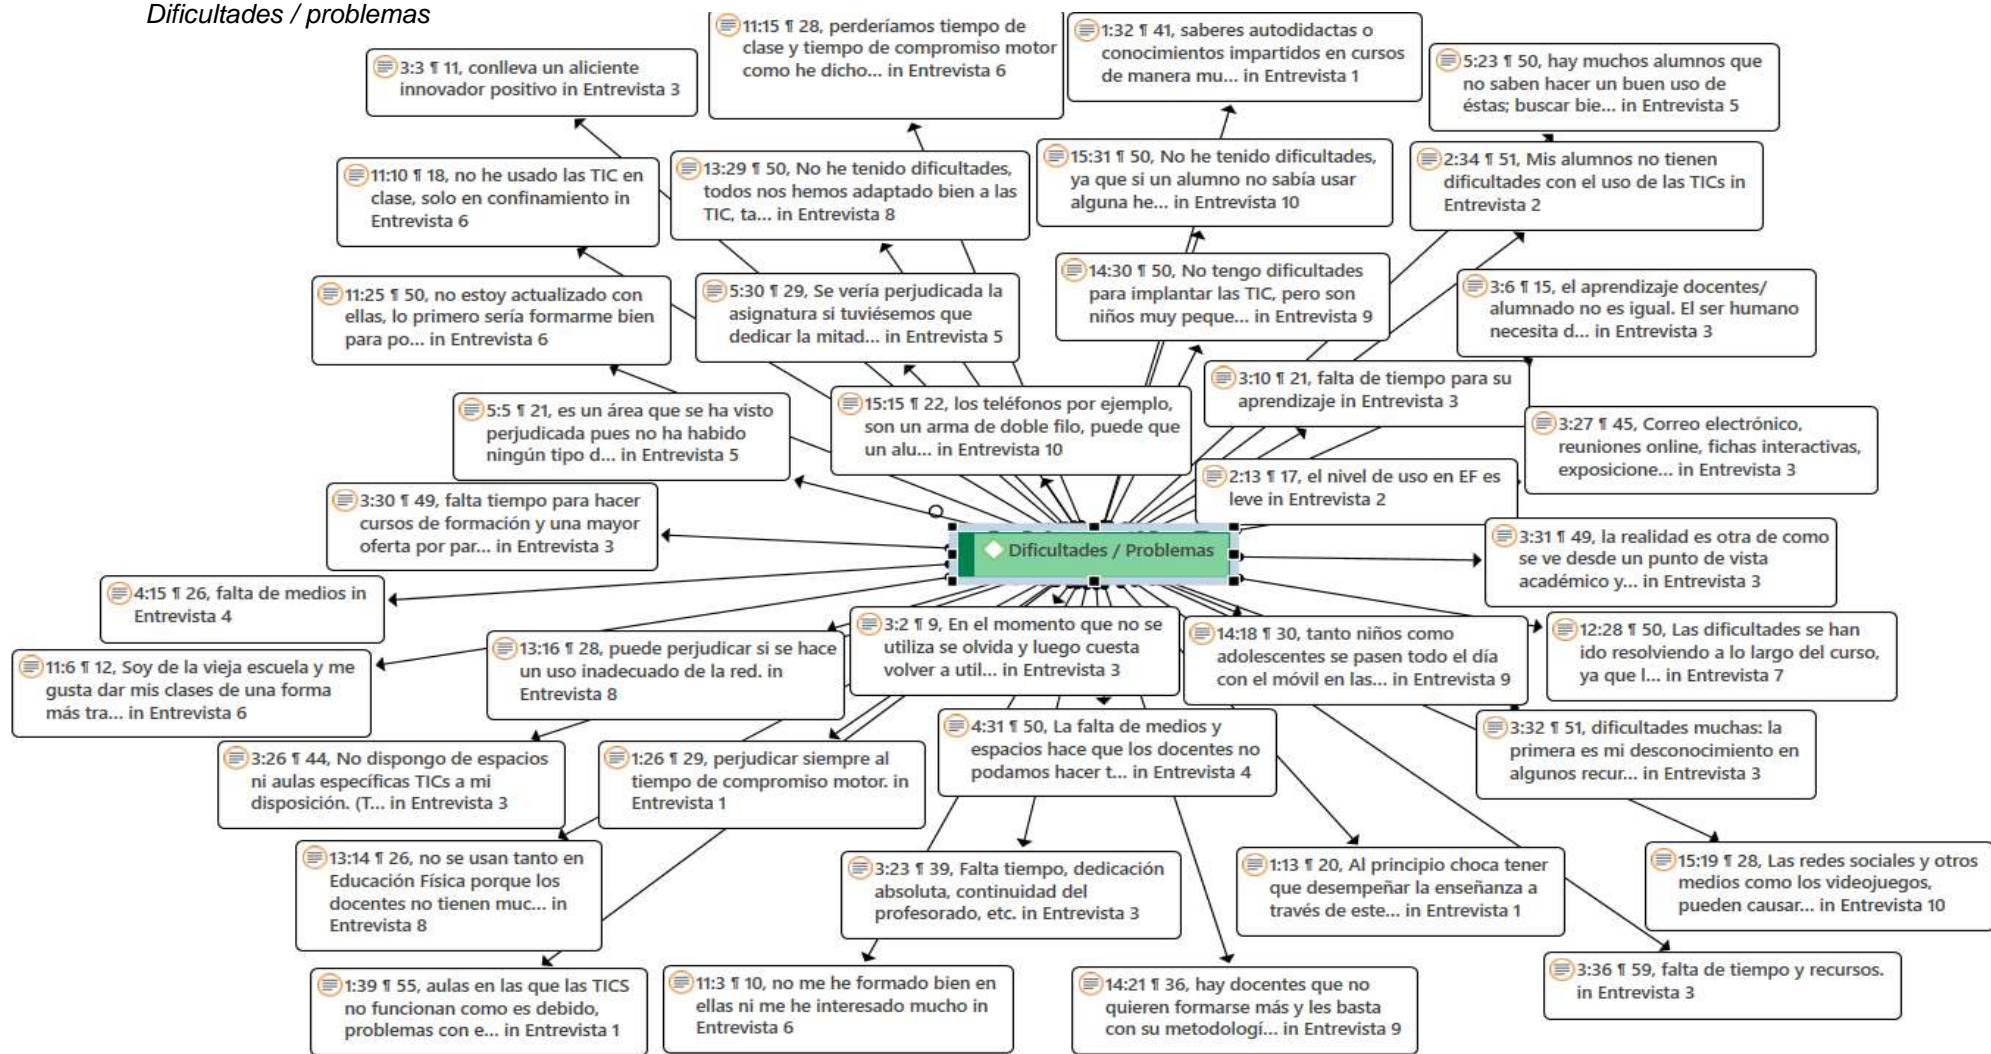 Dificultades / problemas
11:15 ¶ 28, perderíamos tiempo de
clase y tiempo de compromiso motor
como he dicho... in Entrevista 6
1:32 ¶ 41, saberes autodidactas o
conocimientos impartidos en cursos
de manera mu... in Entrevista 1
3:3 ¶ 11, conlleva un aliciente
innovador positivo in Entrevista 3
5:23 ¶ 50, hay muchos alumnos que
no saben hacer un buen uso de
éstas; buscar bie... in Entrevista 5
11:10 ¶ 18, no he usado las TIC en
clase, solo en confinamiento in
Entrevista 6
13:29 ¶ 50, No he tenido dificultades,
todos nos hemos adaptado bien a las
TIC, ta... in Entrevista 8
15:31 ¶ 50, No he tenido dificultades,
ya que si un alumno no sabía usar
alguna he... in Entrevista 10
2:34 ¶ 51, Mis alumnos no tienen
dificultades con el uso de las TICs in
Entrevista 2
11:25 ¶ 50, no estoy actualizado con
ellas, lo primero sería formarme bien
para po... in Entrevista 6
5:30 ¶ 29, Se vería perjudicada la
asignatura si tuviésemos que
dedicar la mitad... in Entrevista 5
14:30 ¶ 50, No tengo dificultades
para implantar las TIC, pero son
niños muy peque... in Entrevista 9
3:6 ¶ 15, el aprendizaje docentes/
alumnado no es igual. El ser humano
necesita d... in Entrevista 3
5:5 ¶ 21, es un área que se ha visto
perjudicada pues no ha habido
ningún tipo d... in Entrevista 5
15:15 ¶ 22, los teléfonos por ejemplo,
son un arma de doble filo, puede que
un alu... in Entrevista 10
3:10 ¶ 21, falta de tiempo para su
aprendizaje in Entrevista 3
3:27 ¶ 45, Correo electrónico,
reuniones online, fichas interactivas,
exposicione... in Entrevista 3
3:30 ¶ 49, falta tiempo para hacer
cursos de formación y una mayor
oferta por par... in Entrevista 3
2:13 ¶ 17, el nivel de uso en EF es
leve in Entrevista 2
Dificultades / Problemas
3:31 ¶ 49, la realidad es otra de como
se ve desde un punto de vista
académico y... in Entrevista 3
4:15 ¶ 26, falta de medios in
Entrevista 4
11:6 ¶ 12, Soy de la vieja escuela y me
gusta dar mis clases de una forma
más tra... in Entrevista 6
13:16 ¶ 28, puede perjudicar si se hace
un uso inadecuado de la red. in
Entrevista 8
3:2 ¶ 9, En el momento que no se
utiliza se olvida y luego cuesta
volver a util... in Entrevista 3
14:18 ¶ 30, tanto niños como
adolescentes se pasen todo el día
con el móvil en las... in Entrevista 9
12:28 ¶ 50, Las dificultades se han
ido resolviendo a lo largo del curso,
ya que l... in Entrevista 7
3:26 ¶ 44, No dispongo de espacios
ni aulas específicas TICs a mi
disposición. (T... in Entrevista 3
1:26 ¶ 29, perjudicar siempre al
tiempo de compromiso motor. in
Entrevista 1
4:31 ¶ 50, La falta de medios y
espacios hace que los docentes no
podamos hacer t... in Entrevista 4
3:32 ¶ 51, dificultades muchas: la
primera es mi desconocimiento en
algunos recur... in Entrevista 3
13:14 ¶ 26, no se usan tanto en
Educación Física porque los
docentes no tienen muc... in
Entrevista 8
3:23 ¶ 39, Falta tiempo, dedicación
absoluta, continuidad del
profesorado, etc. in Entrevista 3
1:13 ¶ 20, Al principio choca tener
que desempeñar la enseñanza a
través de este... in Entrevista 1
15:19 ¶ 28, Las redes sociales y otros
medios como los videojuegos,
pueden causar... in Entrevista 10
1:39 ¶ 55, aulas en las que las TICS
no funcionan como es debido,
problemas con e... in Entrevista 1
11:3 ¶ 10, no me he formado bien en
ellas ni me he interesado mucho in
Entrevista 6
14:21 ¶ 36, hay docentes que no
quieren formarse más y les basta
con su metodologí... in Entrevista 9
3:36 ¶ 59, falta de tiempo y recursos.
in Entrevista 3